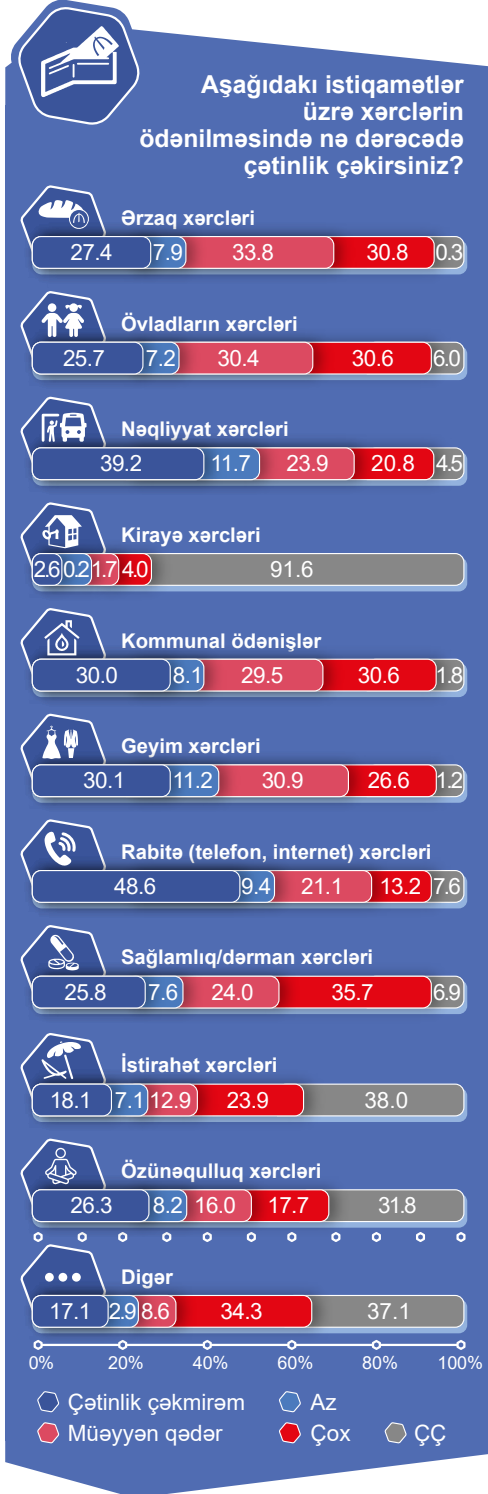 Aşağıdakı istiqamətlər
üzrə xərclərin
ödənilməsində nə dərəcədə
çətinlik çəkirsiniz?
Ərzaq xərcləri
27.4 7.9 33.8 30.8 0.3
Övladların xərcləri
25.7 7.2 30.4 30.6 6.0
Nəqliyyat xərcləri
39.2 11.7 23.9 20.8 4.5
Kirayə xərcləri
2.6 0.2 1.7 4.0 91.6
Kommunal ödənişlər
30.0 8.1 29.5 30.6 1.8
Geyim xərcləri
30.1 11.2 30.9 26.6 1.2
Rabitə (telefon, internet) xərcləri
48.6 9.4 21.1 13.2 7.6
Sağlamlıq/dərman xərcləri
25.8 7.6 24.0 35.7 6.9
İstirahət xərcləri
18.1 7.1 12.9 23.9 38.0
Özünəqulluq xərcləri
26.3 8.2 16.0 17.7 31.8
Digər
17.1 2.9 8.6 34.3 37.1
0% 20% 40% 60% 80% 100%
Çətinlik çəkmirəm Az
Müəyyən qədər Çox ÇÇ